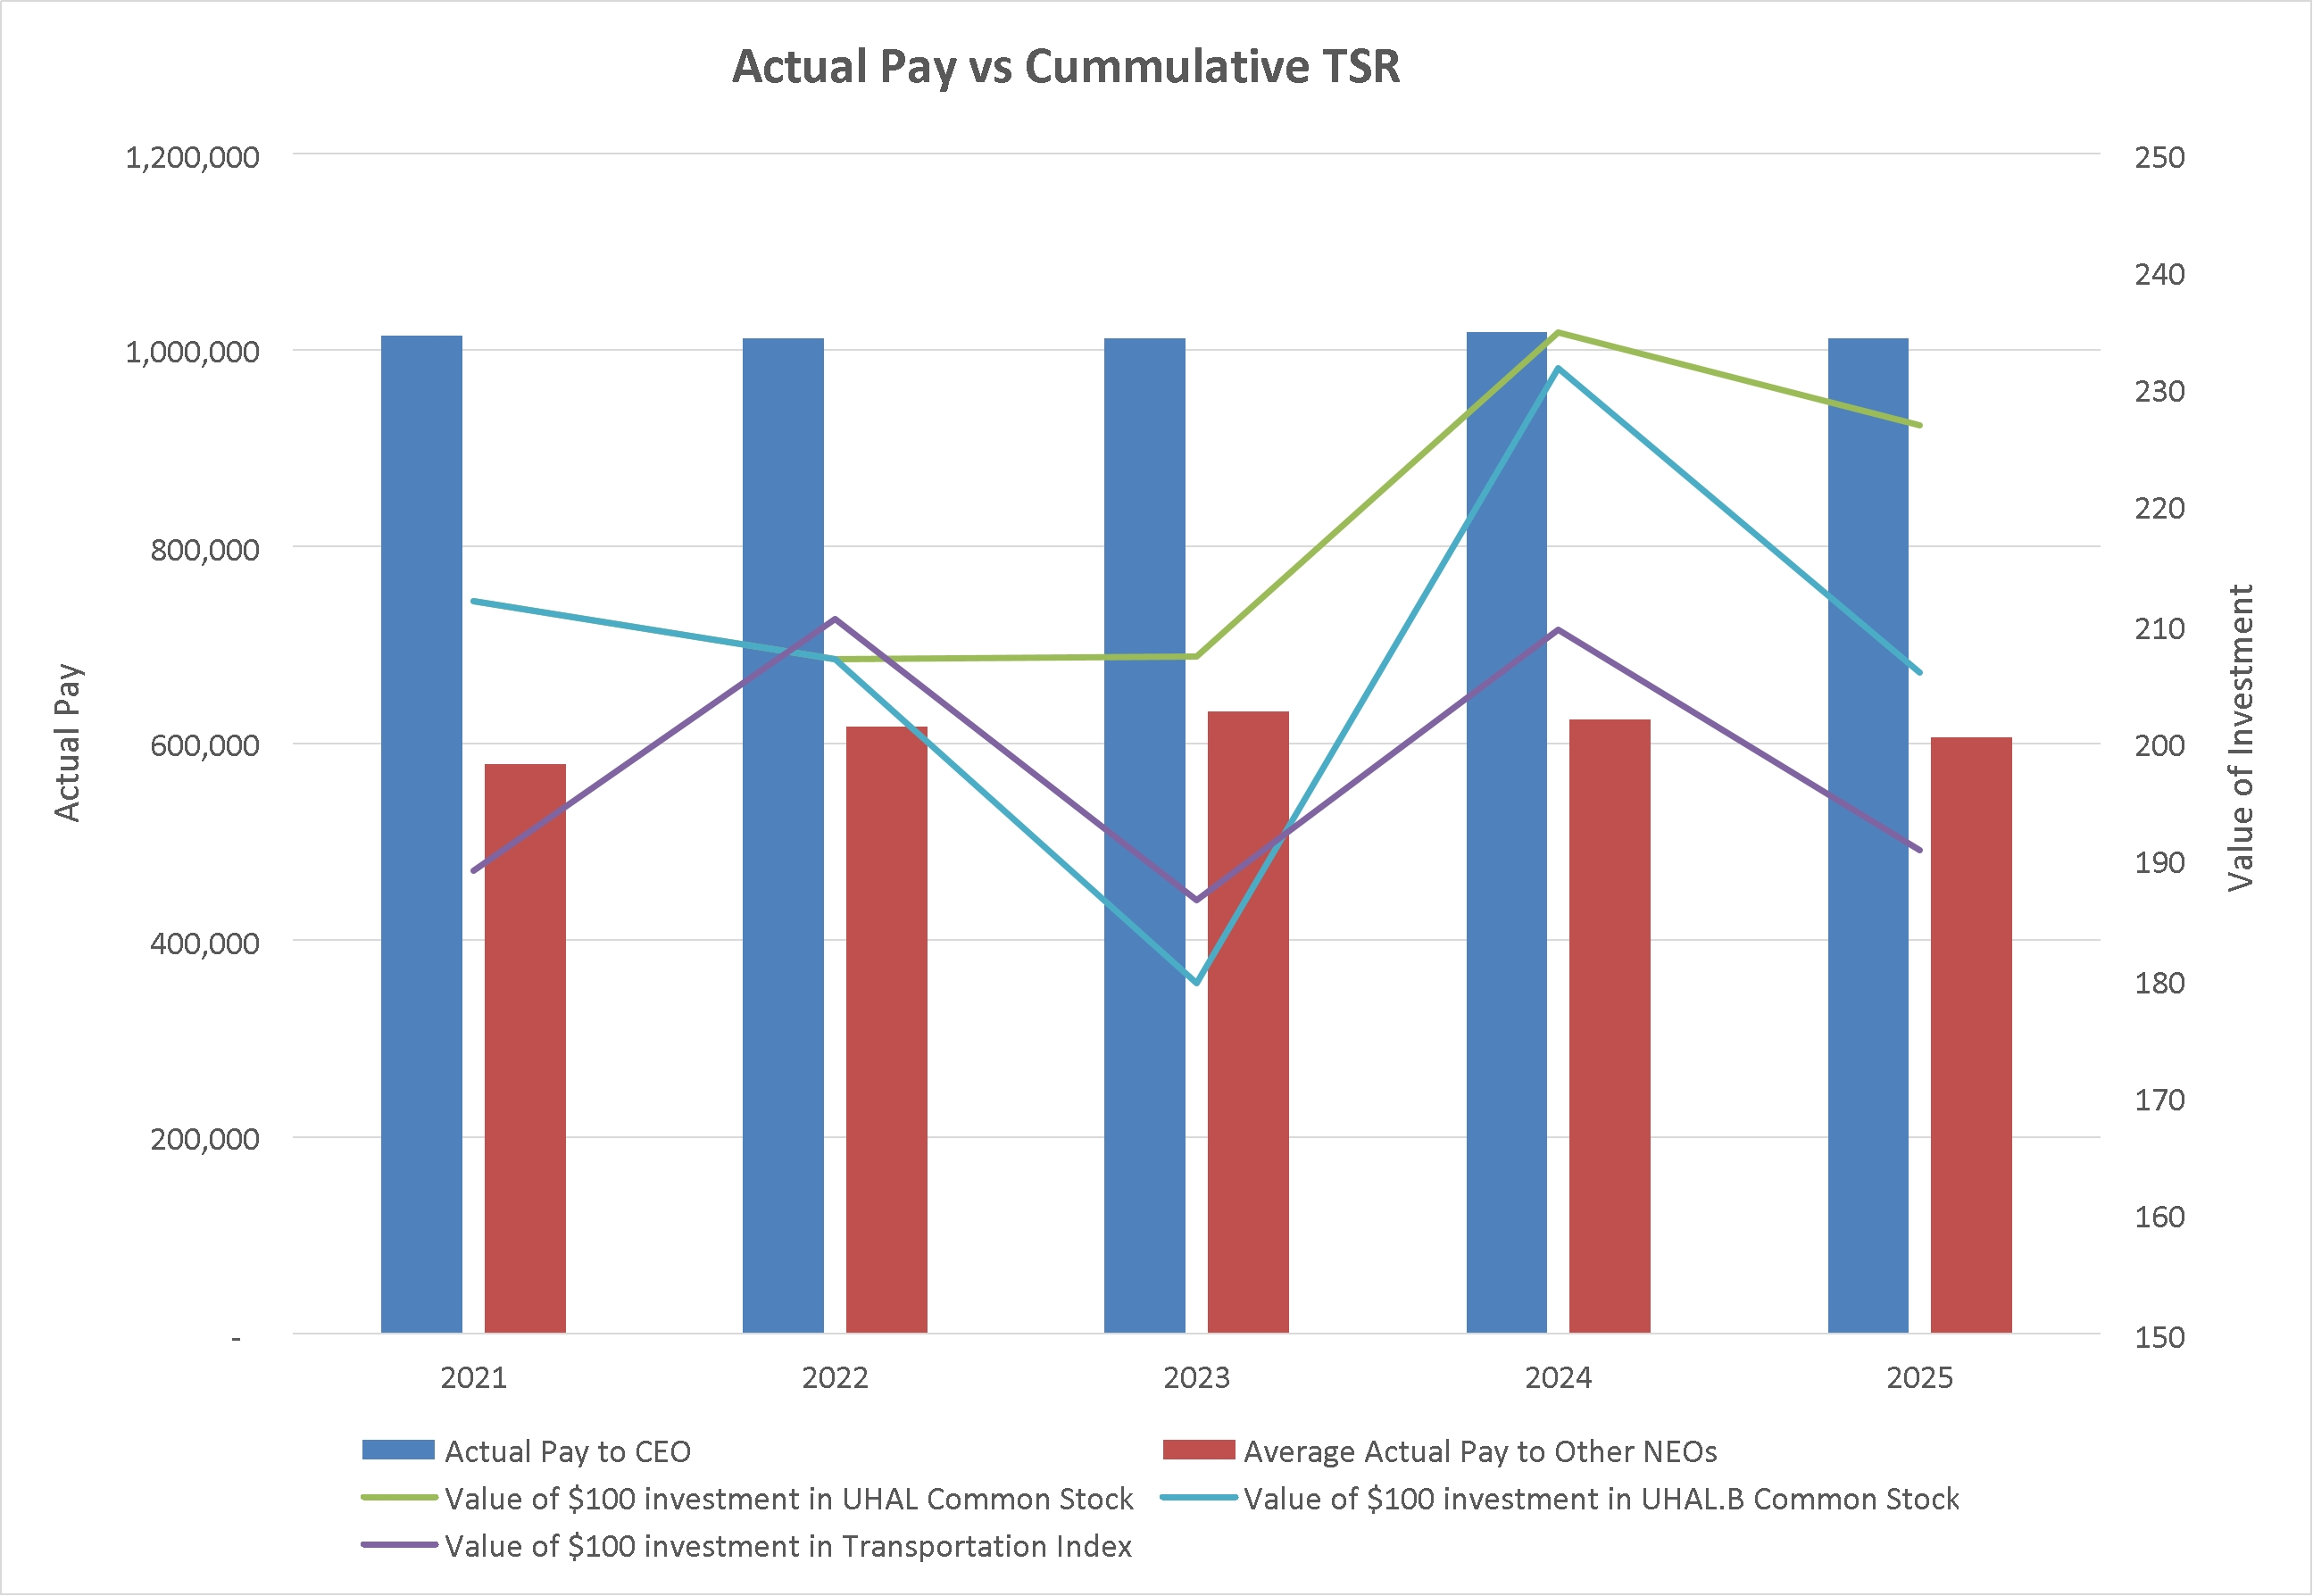 Actual Pay vs Cummulative TSR
1,200,000
1,000,000
800,000
600,000
400,000
200,000
-
Actual Pay
250
240
230
220
210
200
190
180
170
160
150
Value of Investment
2021 2022 2023 2024 2025
Actual Pay to CEO Average Actual Pay to Other NEOs
Value of $100 investment in UHAL Common Stock Value of $100 investment in UHAL.B Common Stock
Value of $100 investment in Transportation Index